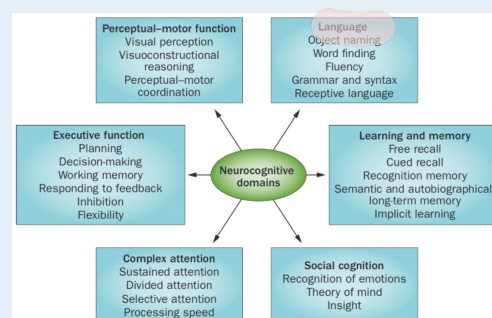 Perceptual–motor function
Visual perception
Visuoconstructional
reasoning
Perceptual–motor
coordination
Language
Object naming
Word finding
Fluency
Grammar and syntax
Receptive language
Executive function
Planning
Decision-making
Working memory
Responding to feedback
Inhibition
Flexibility
Neurocognitive
domains
Learning and memory
Free recall
Cued recall
Recognition memory
Semantic and autobiographical
long-term memory
Implicit learning
Complex attention
Sustained attention
Divided attention
Selective attention
Processing speed
Social cognition
Recognition of emotions
Theory of mind
Insight